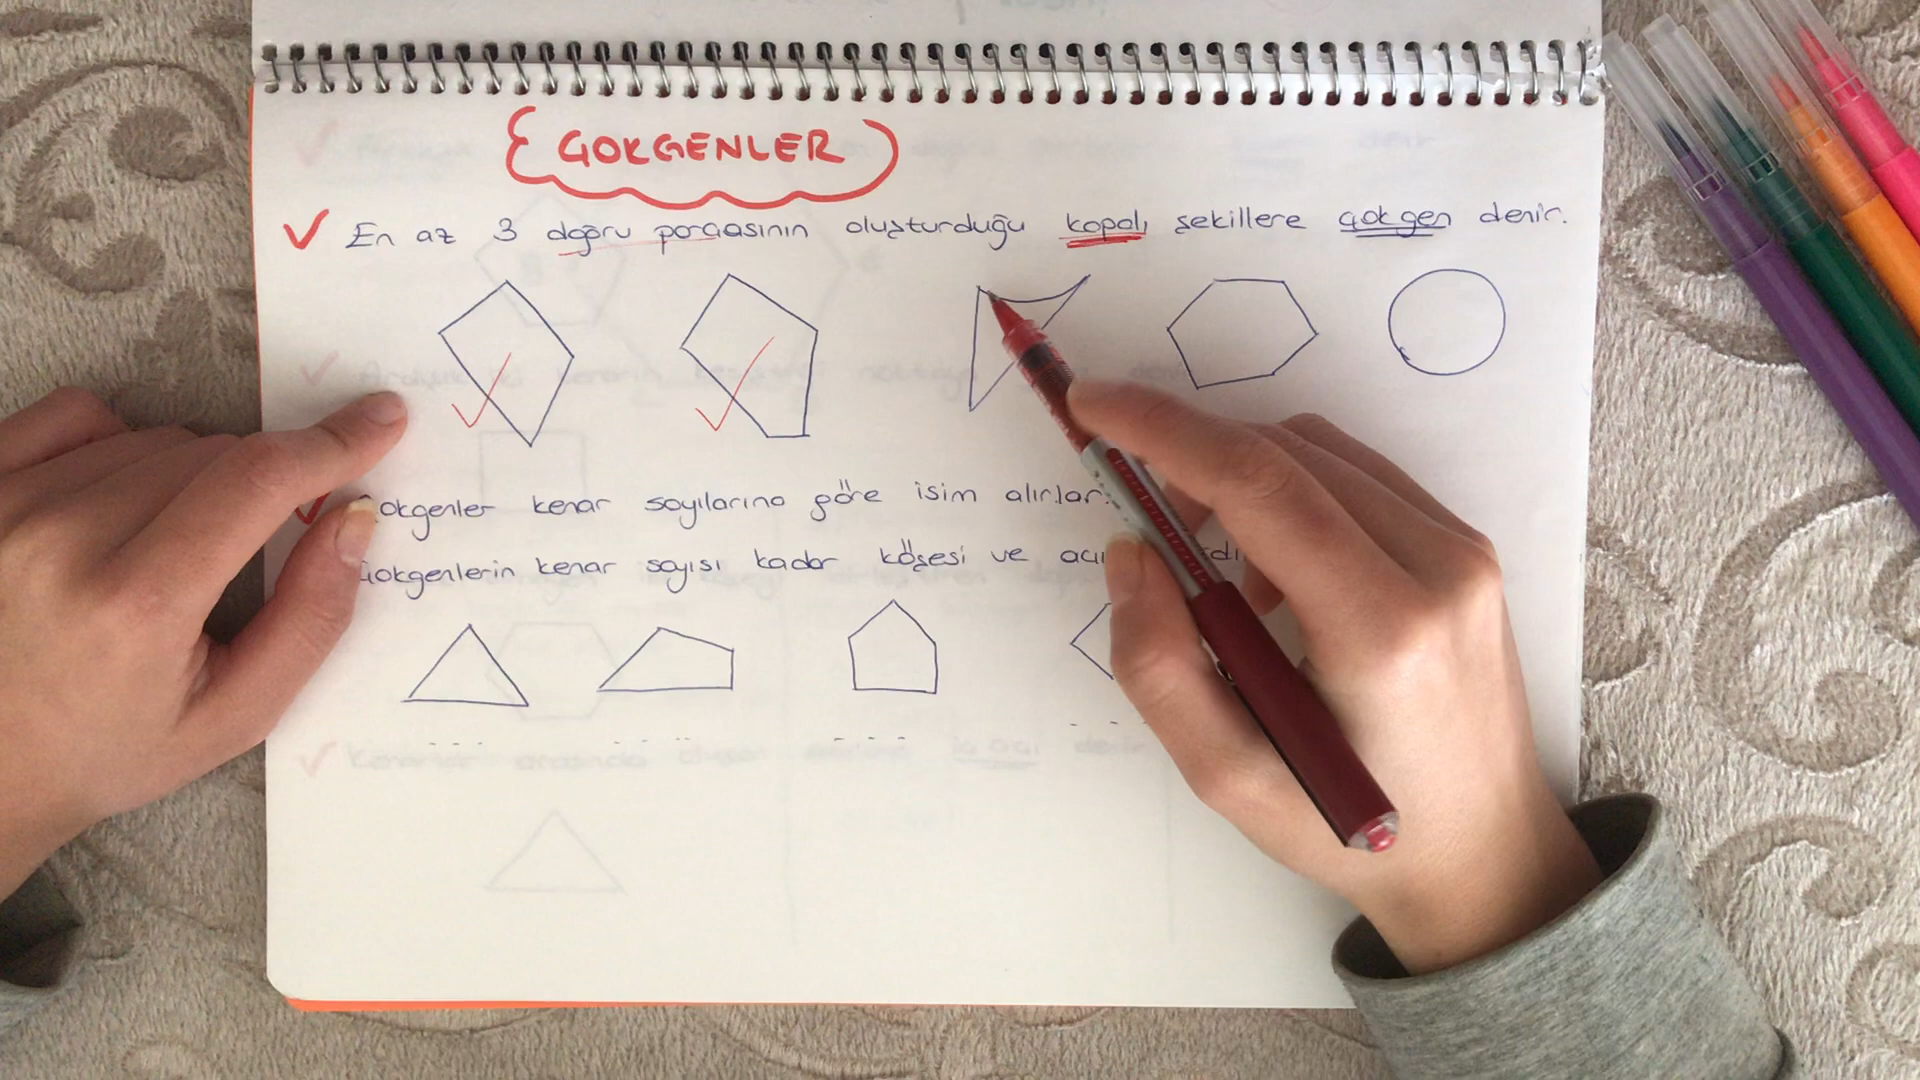 ÇOKGENLER
En az 3 doğru parçasının oluşturduğu kapalı şekillere çokgen denir.
Çokgenler kenar sayılarına göre isim alırlar.
Çokgenlerin kenar sayısı kadar köşesi ve